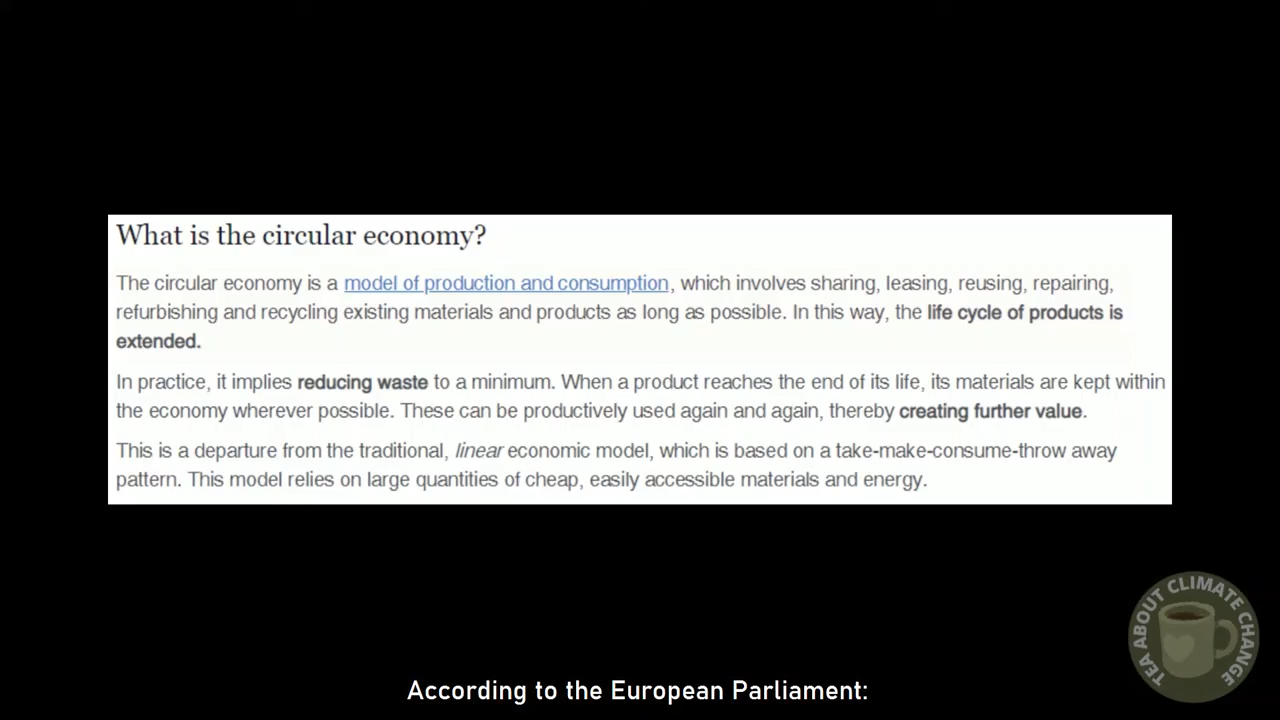 What is the circular economy?
The circular economy is a model of production and consumption, which involves sharing, leasing, reusing, repairing,
refurbishing and recycling existing materials and products as long as possible. In this way, the life cycle of products is
extended.
In practice, it implies reducing waste to a minimum. When a product reaches the end of its life, its materials are kept within
the economy wherever possible. These can be productively used again and again, thereby creating further value.
This is a departure from the traditional, linear economic model, which is based on a take-make-consume-throw away
pattern. This model relies on large quantities of cheap, easily accessible materials and energy.
TEA ABOUT CLIMATE CHANGE
According to the European Parliament: